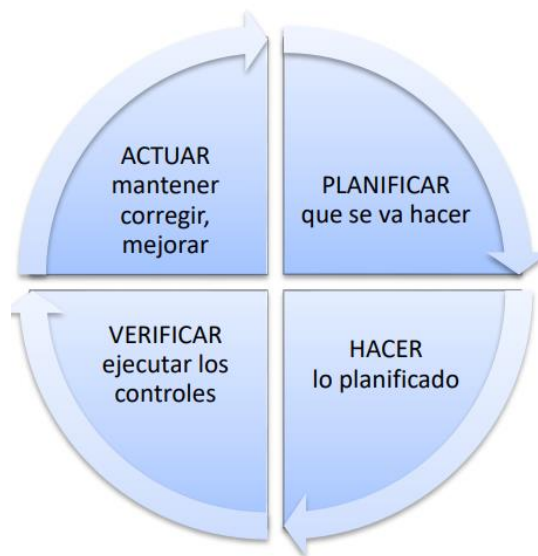 ACTUAR
mantener
corregir,
mejorar
PLANIFICAR
que se va hacer
VERIFICAR
ejecutar los
controles
HACER
lo planificado